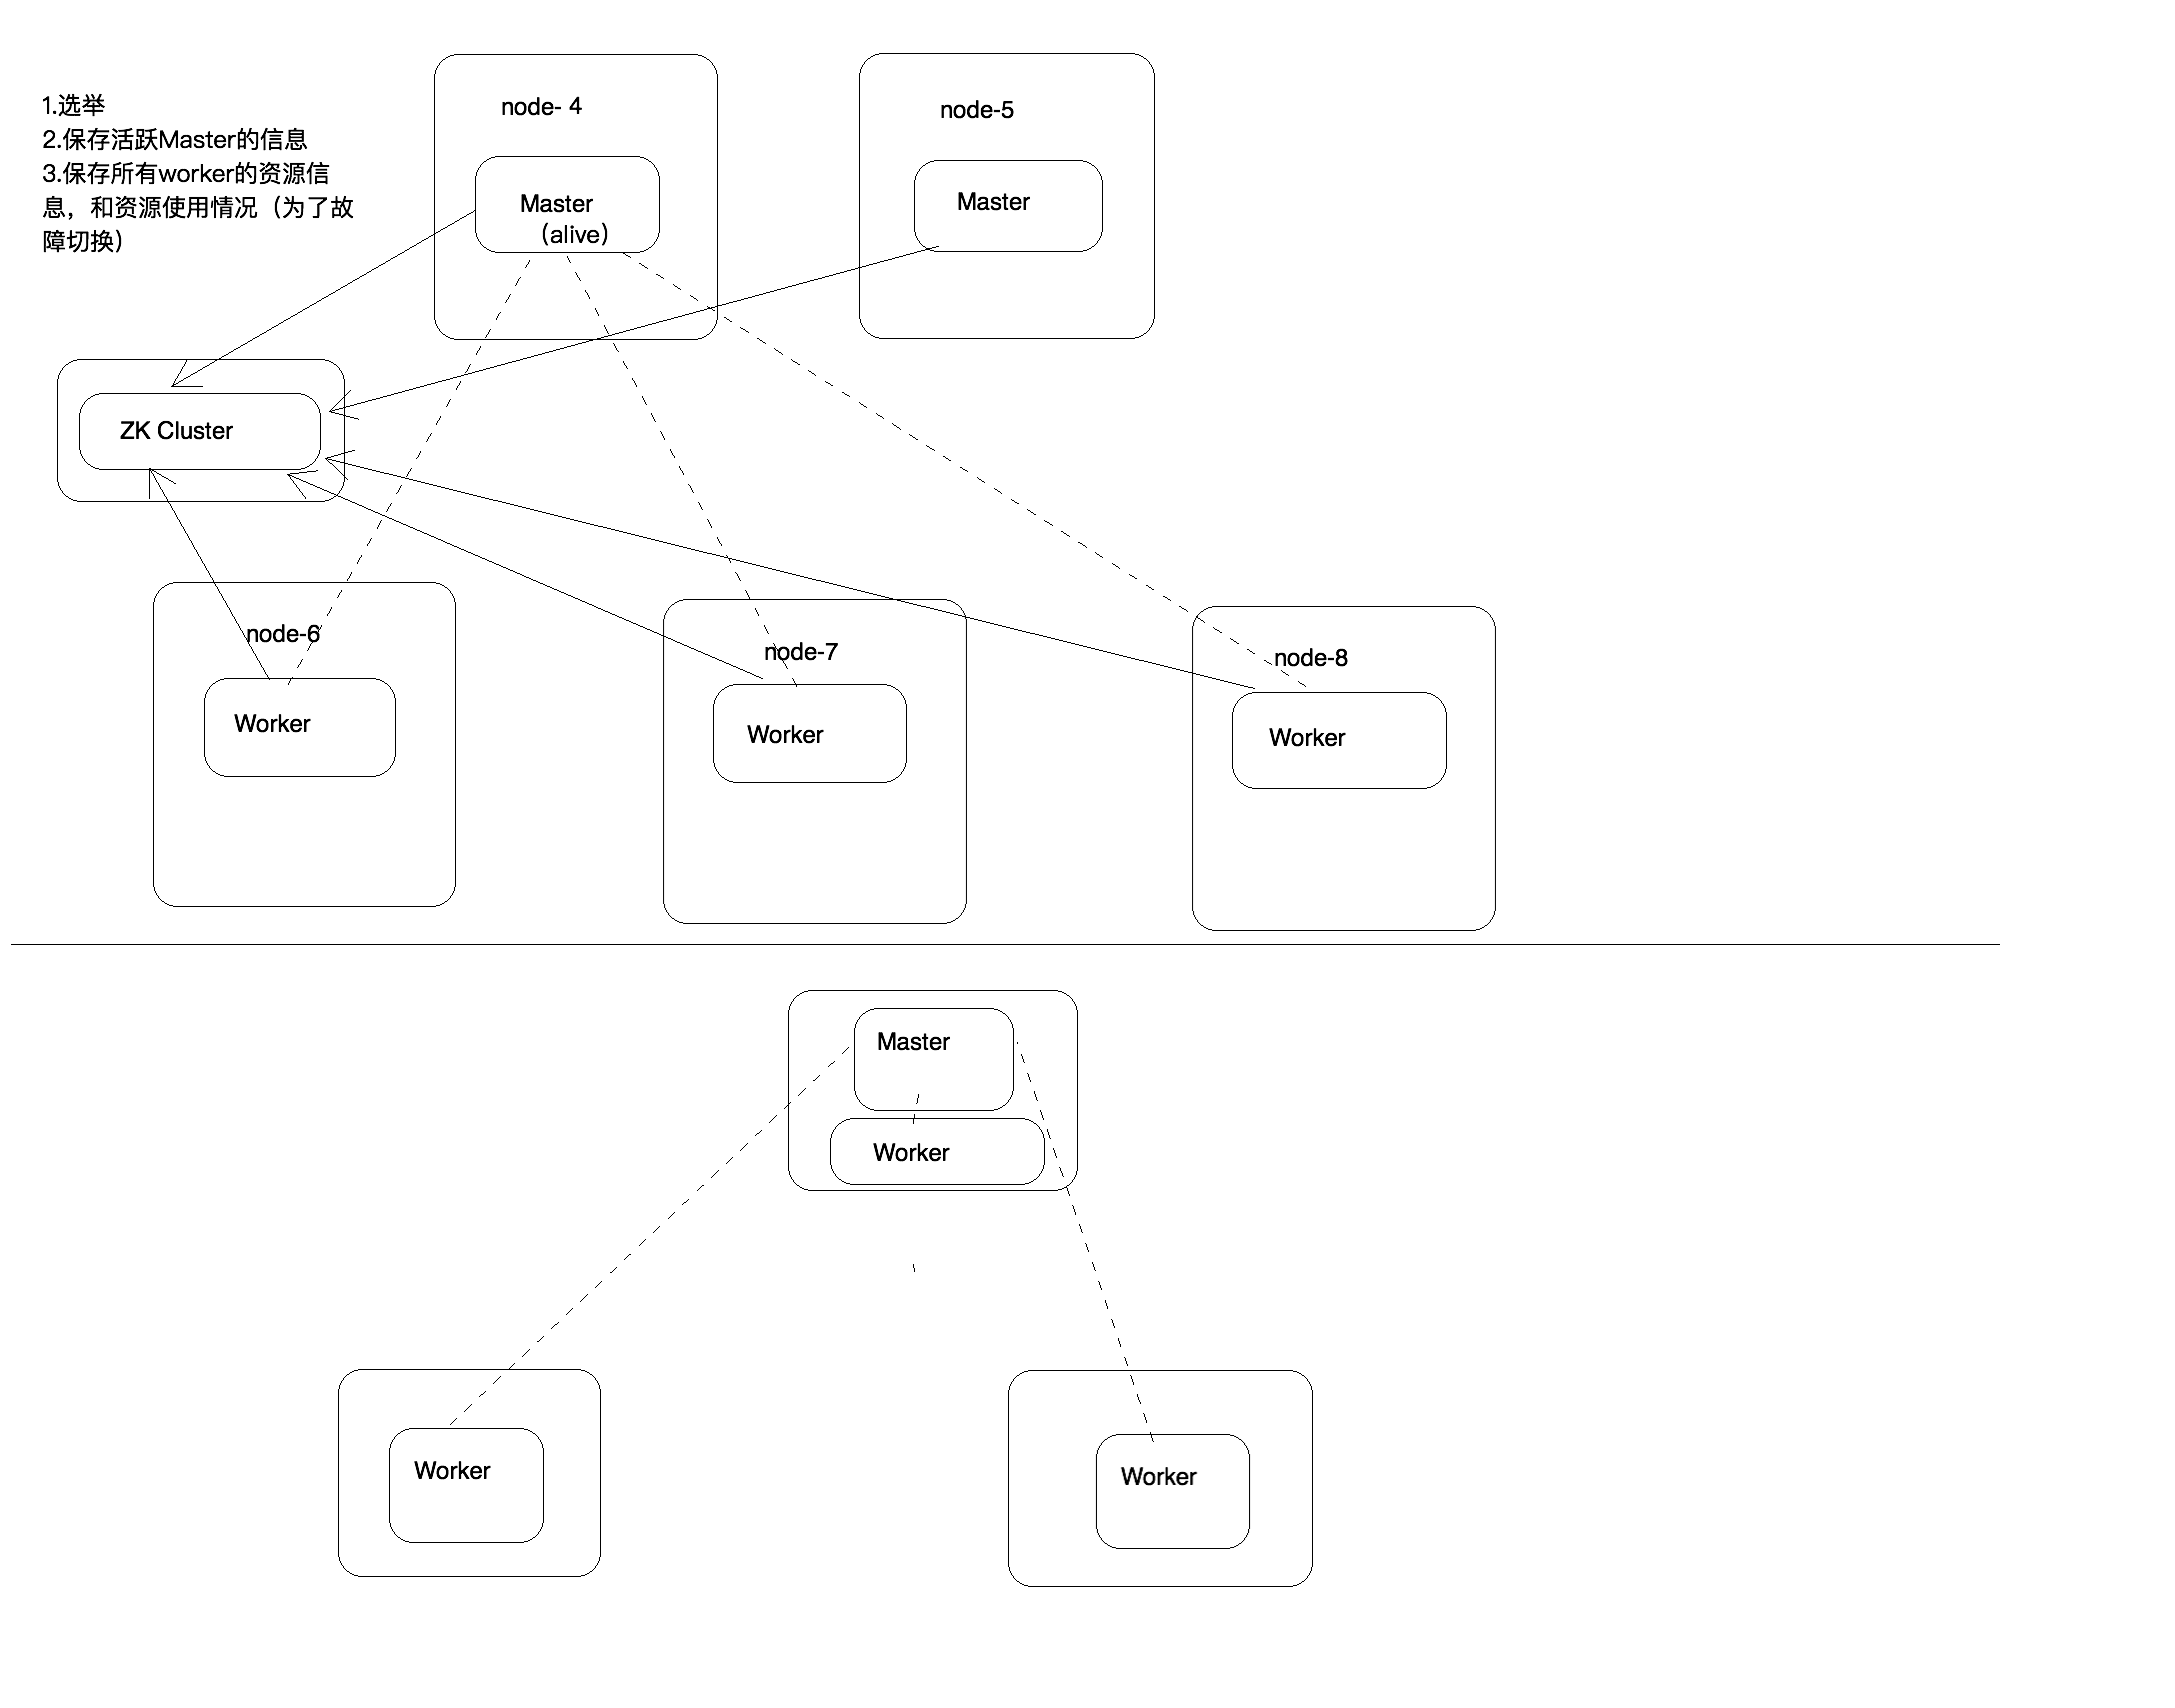 1.选举
2.保存活跃Master的信息
3.保存所有worker的资源信
息，和资源使用情况（为了故
障切换）
node- 4
Master
（alive）
node-5
Master
ZK Cluster
node-6
Worker
node-7
Worker
node-8
Worker
Master
Worker
Worker
Worker